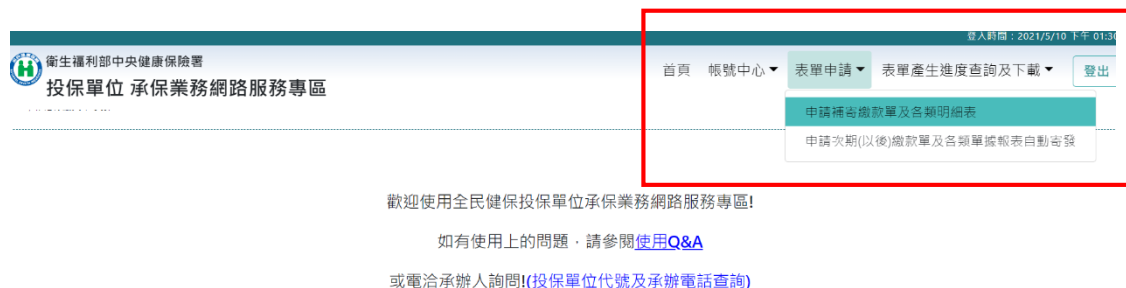 登入時間：2021/5/10 下午 01:30
衛生福利部中央健康保險署
投保單位 承保業務網路服務專區
首頁 帳號中心▼ 表單申請▼ 表單產生進度查詢及下載▼ 登出
申請補寄繳款單及各類明細表
申請次期(以後)繳款單及各類單據報表自動寄發
歡迎使用全民健保投保單位承保業務網路服務專區!
如有使用上的問題，請參閱使用Q&A
或電洽承辦人詢問!(投保單位代號及承辦電話查詢)